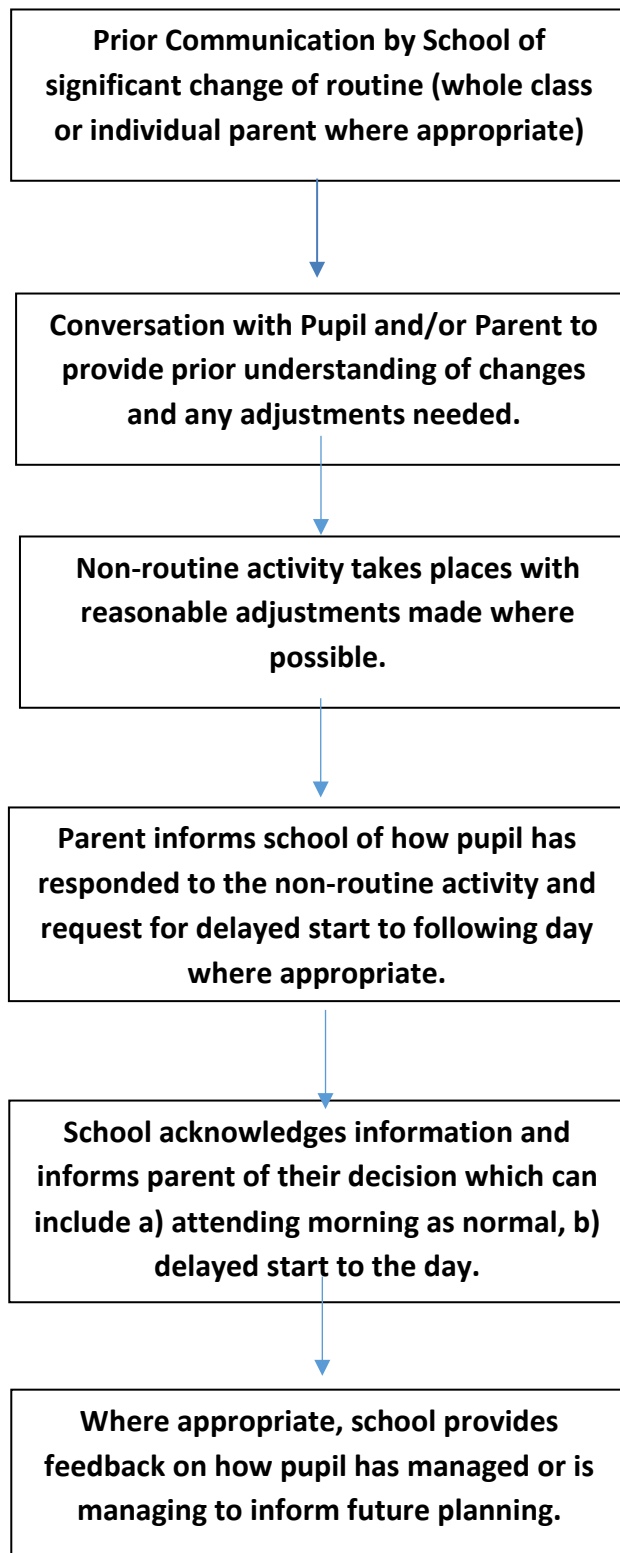 Prior Communication by School of
significant change of routine (whole class
or individual parent where appropriate)
Conversation with Pupil and/or Parent to
provide prior understanding of changes
and any adjustments needed.
Non-routine activity takes places with
reasonable adjustments made where
possible.
Parent informs school of how pupil has
responded to the non-routine activity and
request for delayed start to following day
where appropriate.
School acknowledges information and
informs parent of their decision which can
include a) attending morning as normal, b)
delayed start to the day.
Where appropriate, school provides
feedback on how pupil has managed or is
managing to inform future planning.